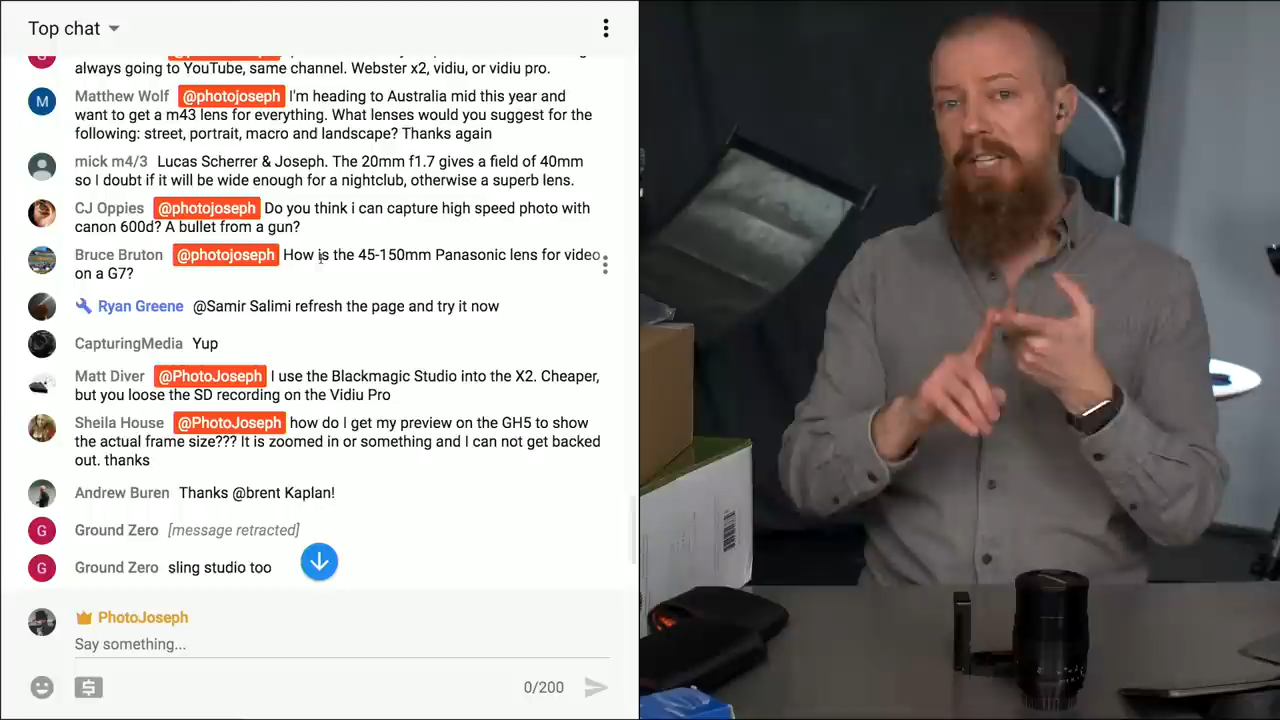 Top chat
always going to YouTube, same channel. Webster x2, vidiu, or vidiu pro.
M Matthew Wolf @photojoseph I'm heading to Australia mid this year and
want to get a m43 lens for everything. What lenses would you suggest for the
following: street, portrait, macro and landscape? Thanks again
mick m4/3 Lucas Scherrer & Joseph. The 20mm f1.7 gives a field of 40mm
so I doubt if it will be wide enough for a nightclub, otherwise a superb lens.
CJ Oppies @photojoseph Do you think i can capture high speed photo with
canon 600d? A bullet from a gun?
Bruce Bruton @photojoseph How is the 45-150mm Panasonic lens for video
on a G7?
Ryan Greene @Samir Salimi refresh the page and try it now
CapturingMedia Yup
Matt Diver @PhotoJoseph I use the Blackmagic Studio into the X2. Cheaper,
but you loose the SD recording on the Vidiu Pro
Sheila House @PhotoJoseph how do I get my preview on the GH5 to show
the actual frame size??? It is zoomed in or something and I can not get backed
out. thanks
Andrew Buren Thanks @brent Kaplan!
G Ground Zero [message retracted]
G Ground Zero sling studio too
PhotoJoseph
Say something...
0/200